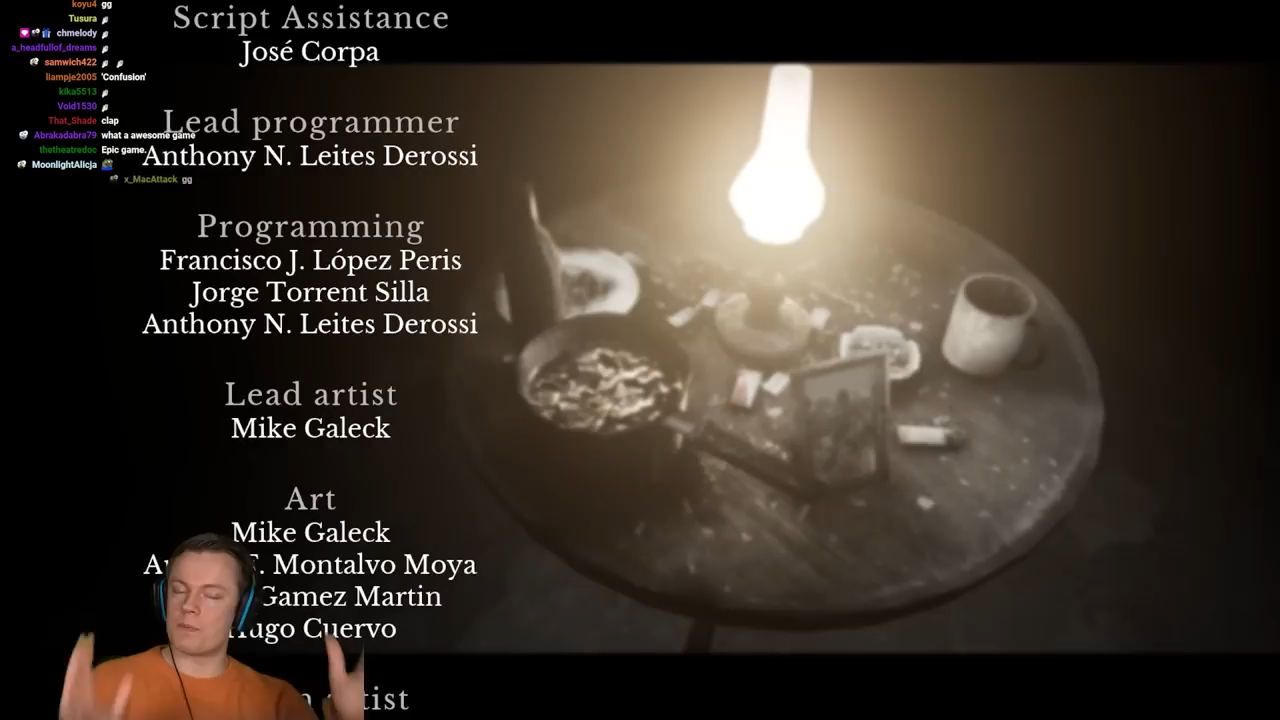 koyu4 gg
Tusura
chmelody
a_headfullof_dreams
samwich422
liampje2005 'Confusion'
kika5513
Void1530
That_Shade clap
Abrakadabra79 what a awesome game
thetheatredoc Epic game.
MoonlightAlicja
x_MacAttack gg
Script Assistance
José Corpa
Lead programmer
Anthony N. Leites Derossi
Programming
Francisco J. López Peris
Jorge Torrent Silla
Anthony N. Leites Derossi
Lead artist
Mike Galeck
Art
Mike Galeck
Montalvo Moya
Gamez Martin
Hugo Cuervo